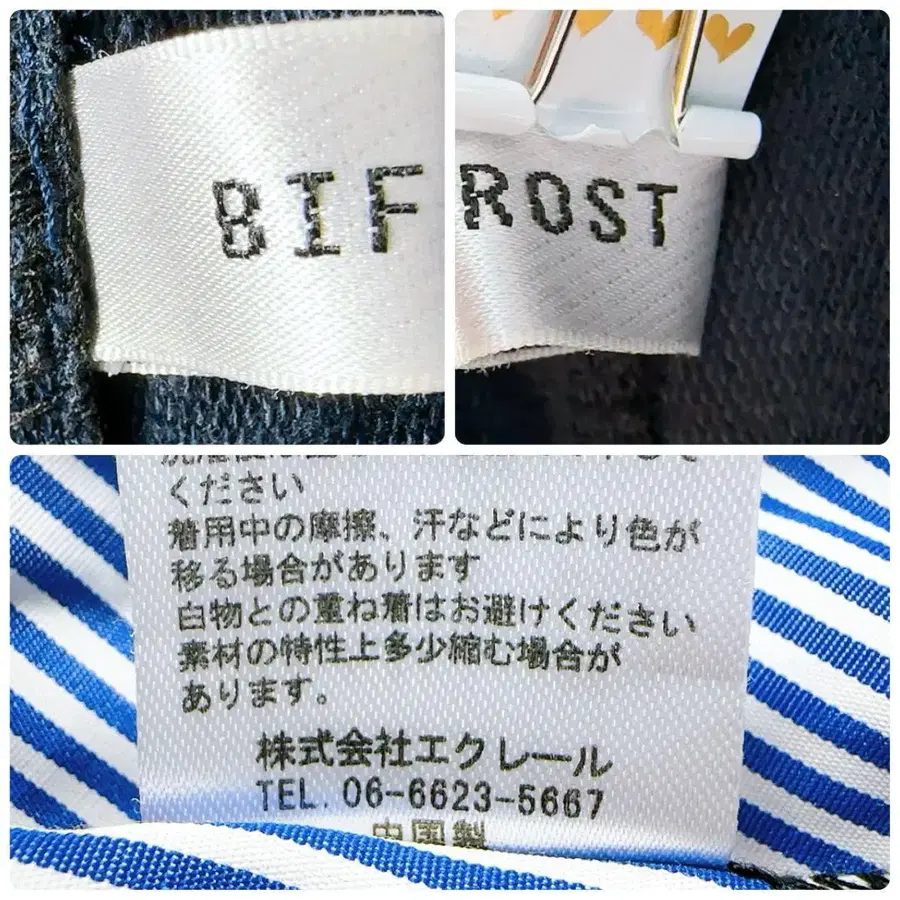 BIF
ROST
ください
着用中の摩擦、汗などにより色が
移る場合があります
白物との重ね着はお避けください
素材の特性上多少縮む場合が
あります。
株式会社エクレール
TEL. 06-6623-5667
中国製